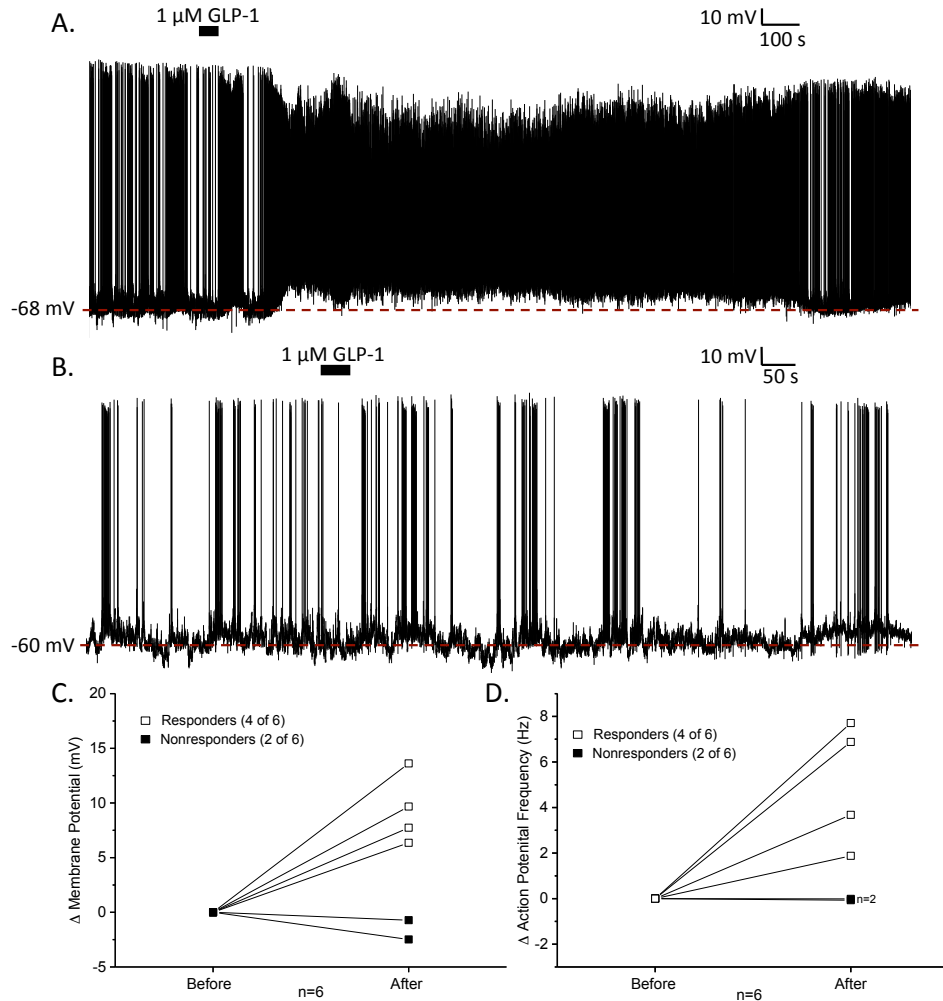 A.
1 µM GLP-1
10 mV
100 s
-68 mV
B.
1 µM GLP-1
10 mV
50 s
-60 mV
C.
20
15
10
5
0
-5
Δ Membrane Potential (mV)
Responders (4 of 6)
Nonresponders (2 of 6)
Before
After
n=6
D.
8
6
4
2
0
-2
Δ Action Potenital Frequency (Hz)
Responders (4 of 6)
Nonresponders (2 of 6)
n=2
Before
After
n=6